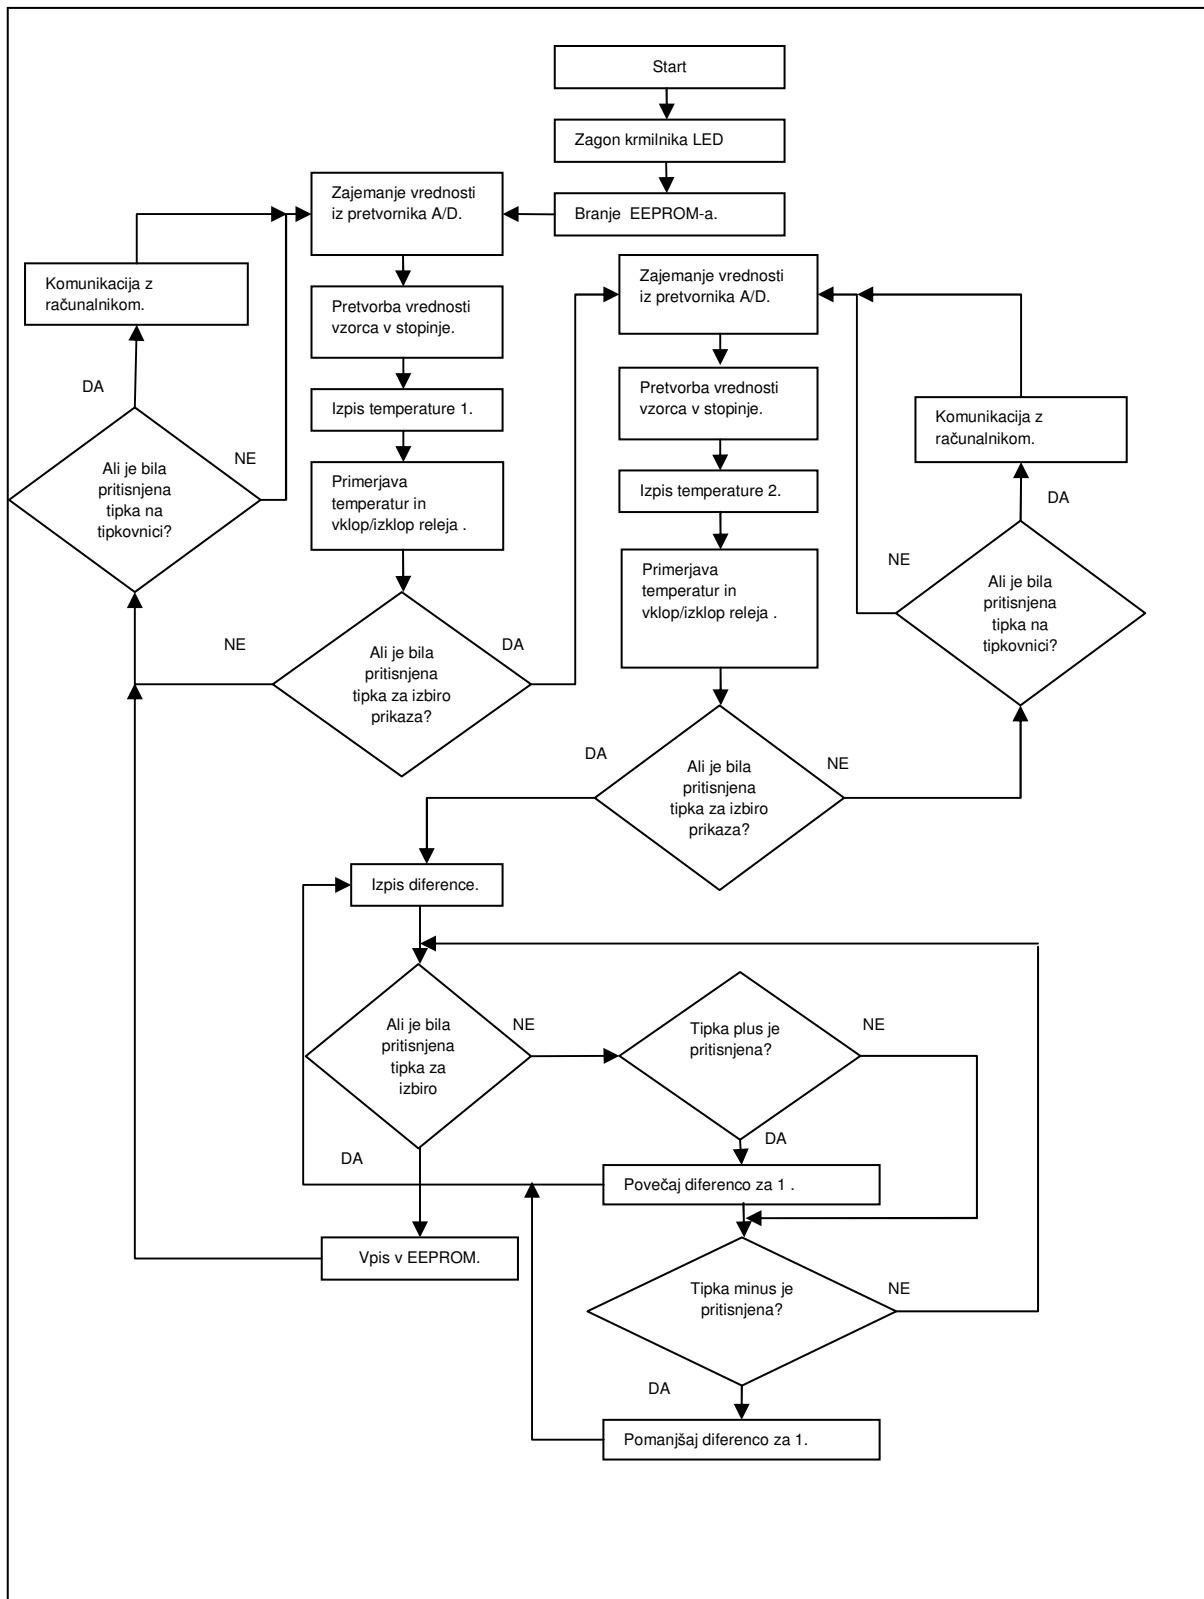 Start
Zagon krmilnika LED
Branje EEPROM-a.
Zajemanje vrednosti
iz pretvornika A/D.
Komunikacija z
računalnikom.
Pretvorba vrednosti
vzorca v stopinje.
Zajemanje vrednosti
iz pretvornika A/D.
DA
Izpis temperature 1.
Pretvorba vrednosti
vzorca v stopinje.
Komunikacija z
računalnikom.
Ali je bila
pritisnjena
tipka na
tipkovnici?
NE
Primerjava
temperatur in
vklop/izklop releja .
Izpis temperature 2.
DA
Primerjava
temperatur in
vklop/izklop releja .
NE
Ali je bila
pritisnjena
tipka na
tipkovnici?
NE
Ali je bila
pritisnjena
tipka za izbiro
prikaza?
DA
DA
Ali je bila
pritisnjena
tipka za izbiro
prikaza?
NE
Izpis diference.
Ali je bila
pritisnjena
tipka za
izbiro
NE
Tipka plus je
pritisnjena?
NE
DA
DA
Povečaj diferenco za 1 .
Vpis v EEPROM.
Tipka minus je
pritisnjena?
NE
DA
Pomanjšaj diferenco za 1.